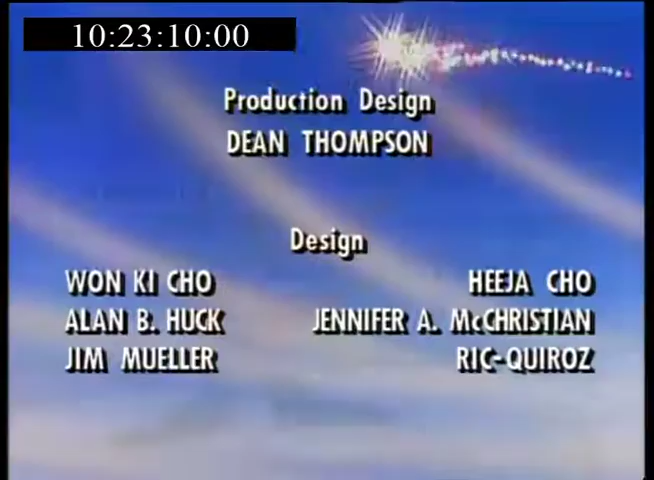 10:23:10:00
Production Design
DEAN THOMPSON
Design
WON KI CHO HEEJA CHO
ALAN B. HUCK JENNIFER A. McCHRISTIAN
JIM MUELLER RIC-QUIROZ